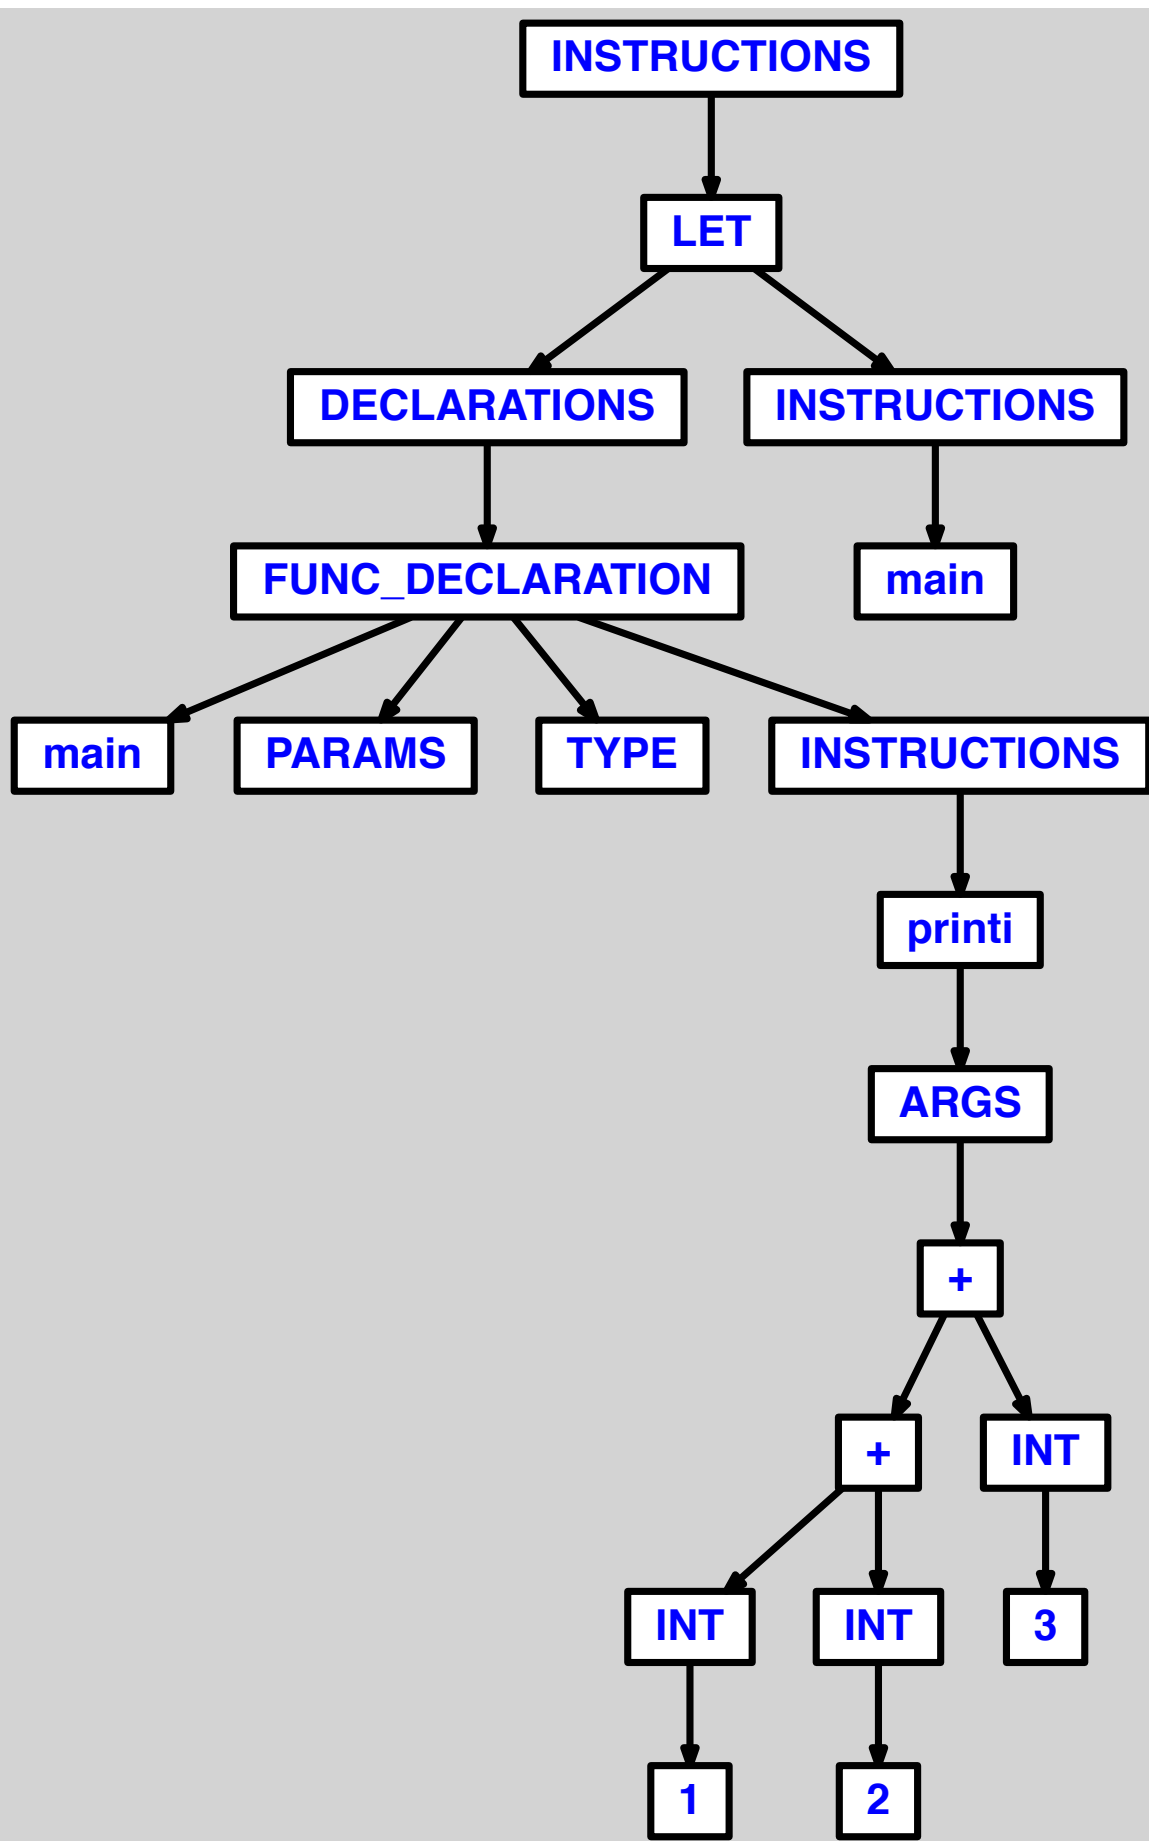 INSTRUCTIONS
LET
DECLARATIONS
INSTRUCTIONS
FUNC_DECLARATION
main
main
PARAMS
TYPE
INSTRUCTIONS
printi
ARGS
+
+
INT
INT
INT
3
1
2